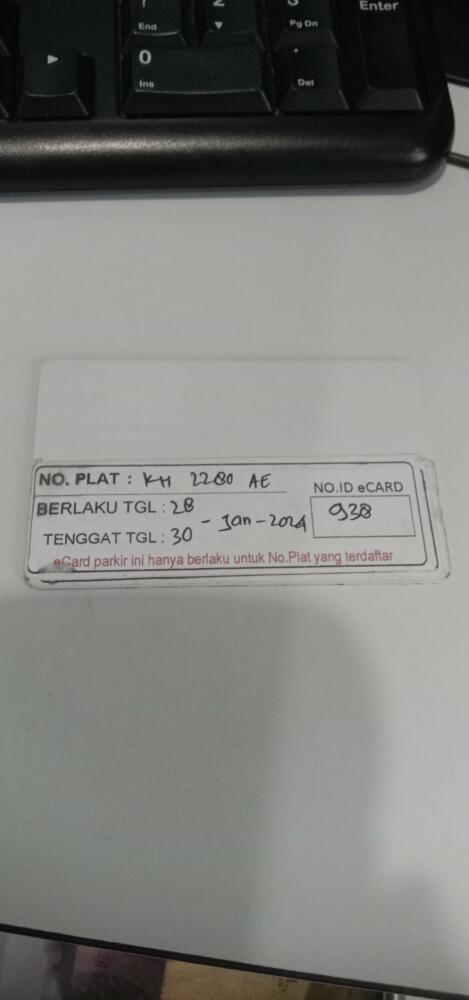 End
Pg Dn
Enter
0
Ins
.
Del
NO. PLAT : KH 2280 AE
NO.ID eCARD
BERLAKU TGL : 28
938
- Jan - 2024
TENGGAT TGL : 30
eCard parkir ini hanya berlaku untuk No.Plat yang terdaftar